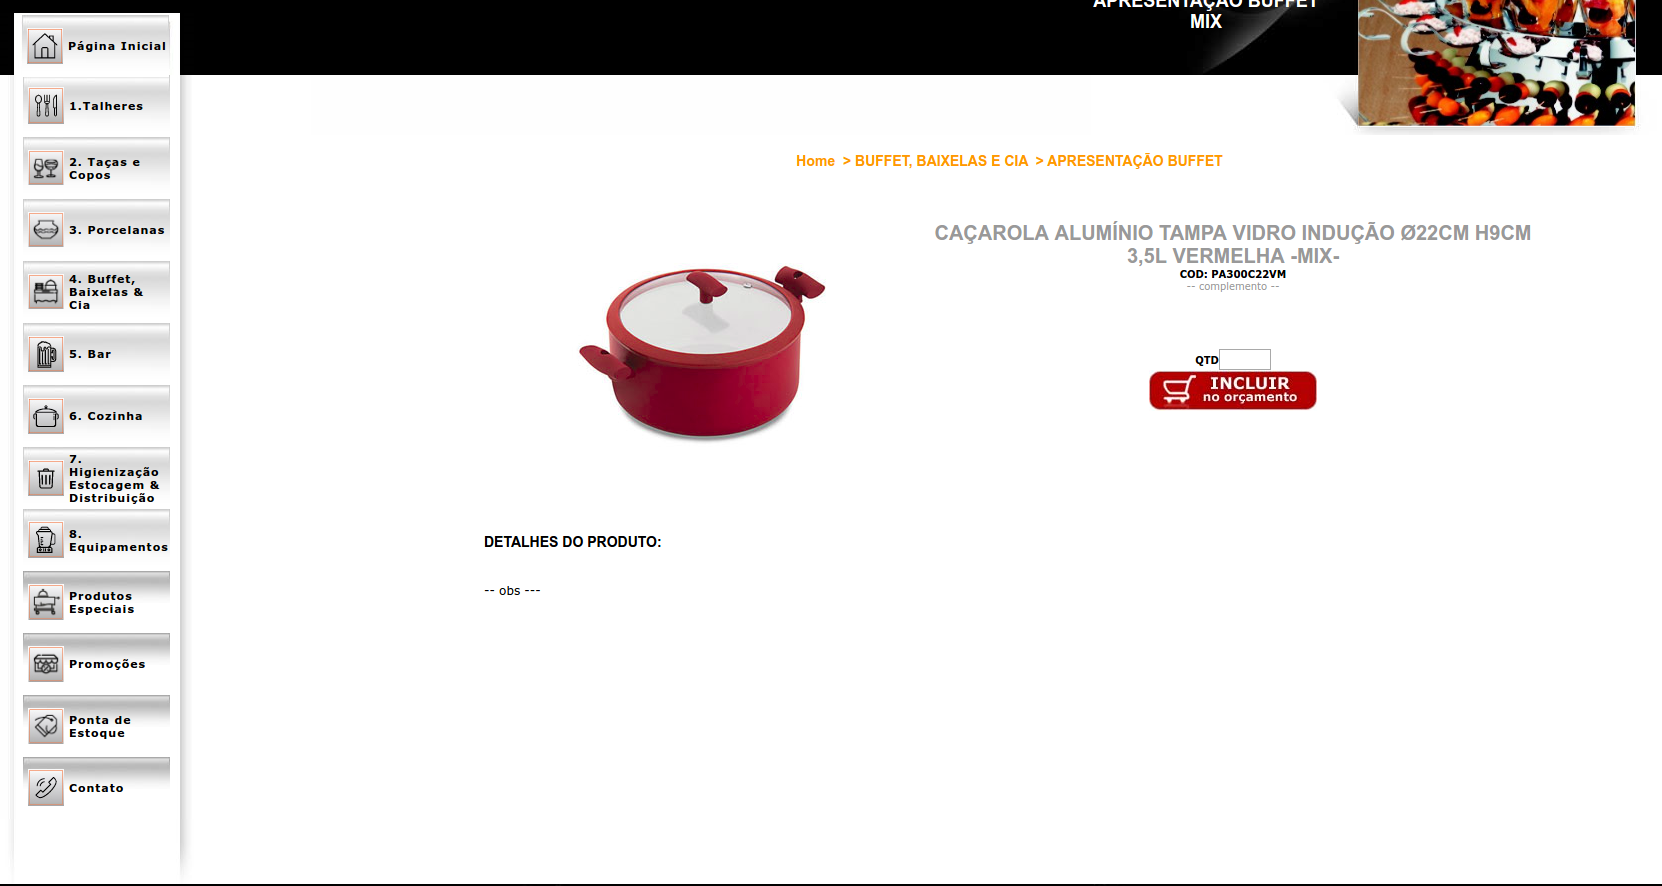 APRESENTAÇÃO BUFFET
MIX
Página Inicial
1.Talheres
2. Taças e
Copos
3. Porcelanas
4. Buffet,
Baixelas &
Cia
5. Bar
6. Cozinha
7.
Higienização
Estocagem &
Distribuição
8.
Equipamentos
Produtos
Especiais
Promoções
Ponta de
Estoque
Contato
Home > BUFFET, BAIXELAS E CIA > APRESENTAÇÃO BUFFET
CAÇAROLA ALUMÍNIO TAMPA VIDRO INDUÇÃO Ø22CM H9CM
3,5L VERMELHA -MIX-
COD: PA300C22VM
-- complemento --
QTD
INCLUIR
no orçamento
DETALHES DO PRODUTO:
-- obs ---